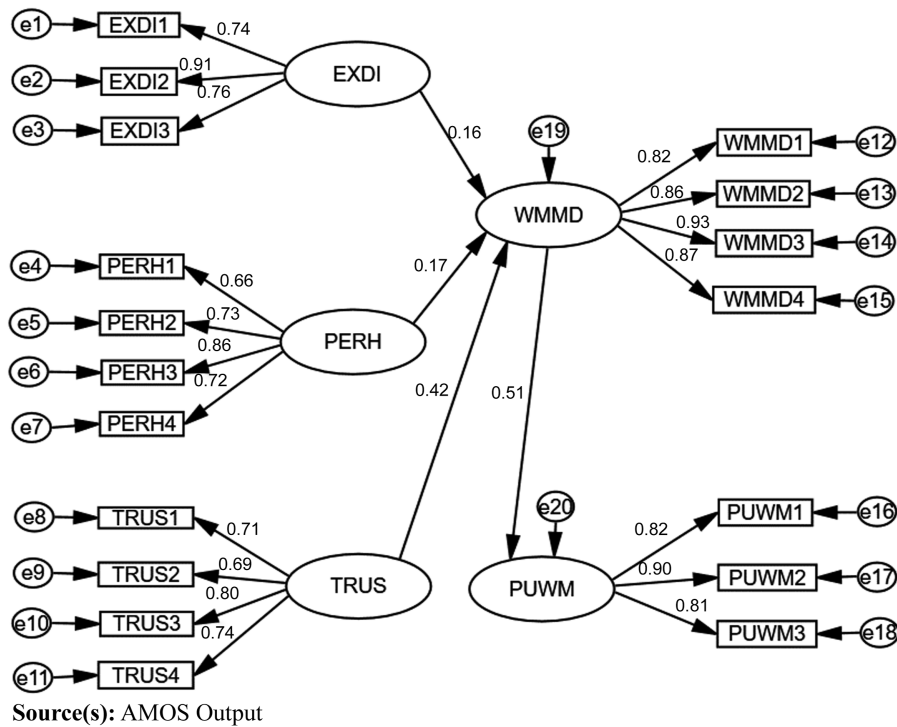 e1 EXDI1 0.74
e2 EXDI2 0.91
e3 EXDI3 0.76
EXDI
0.16
e4 PERH1 0.66
e5 PERH2 0.73
e6 PERH3 0.86
e7 PERH4 0.72
PERH
0.17
e8 TRUS1 0.71
e9 TRUS2 0.69
e10 TRUS3 0.80
e11 TRUS4 0.74
TRUS
0.42
e19
WMMD
0.82 WMMD1 e12
0.86 WMMD2 e13
0.93 WMMD3 e14
0.87 WMMD4 e15
0.51
e20
PUWM
0.82 PUWM1 e16
0.90 PUWM2 e17
0.81 PUWM3 e18
Source(s): AMOS Output